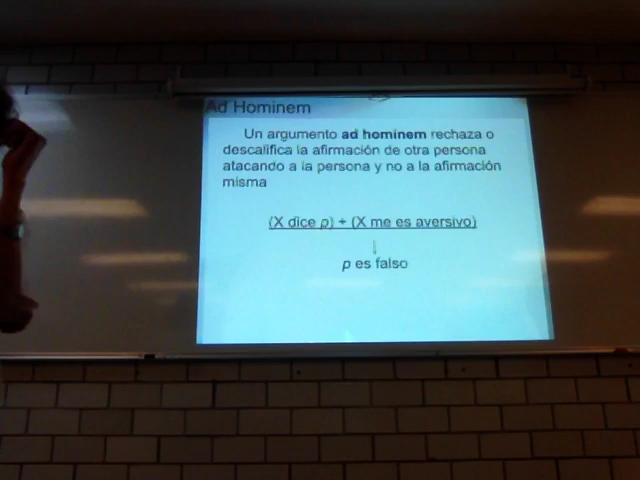 Ad Hominem
Un argumento ad hominem rechaza o
descalifica la afirmación de otra persona
atacando a la persona y no a la afirmación
misma
(X dice p) + (X me es aversivo)
↓
p es falso